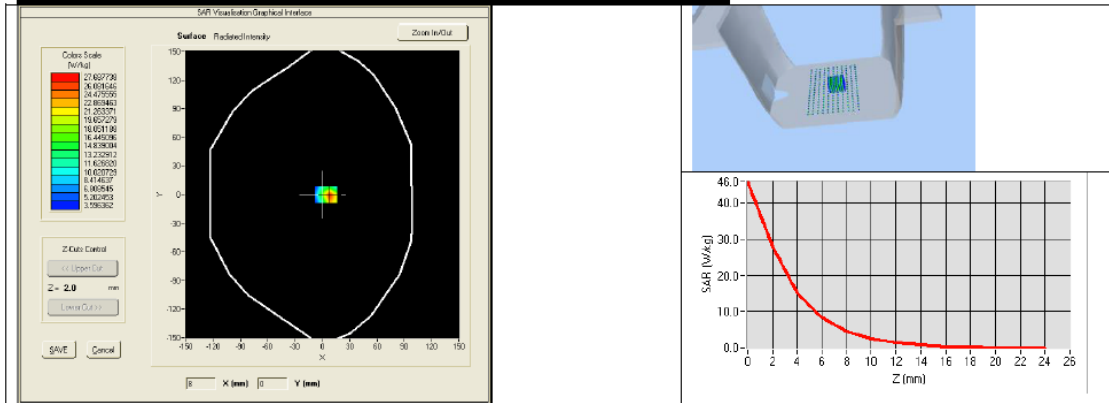 SAR Visualisation Graphical Interface
Surface Radiated Intensity
Zoom In/Out
Colors Scale
(W/kg)
27.697738
26.081646
24.475555
22.869463
21.263371
19.657279
18.051188
16.445096
14.839004
13.232912
11.626820
10.020729
8.414637
6.808545
5.202453
3.596362
Z-Cuts Control
<< Upper Cut
Z = 2.0 mm
Lower Cut >>
SAVE Cancel
150
120
90
60
30
0
-30
-60
-90
-120
-150
Y
-150 -120 -90 -60 -30 0 30 60 90 120 150
X
8 X (mm) 0 Y (mm)
46.0
40.0
30.0
20.0
10.0
0.0
SAR (W/kg)
0 2 4 6 8 10 12 14 16 18 20 22 24 26
Z (mm)